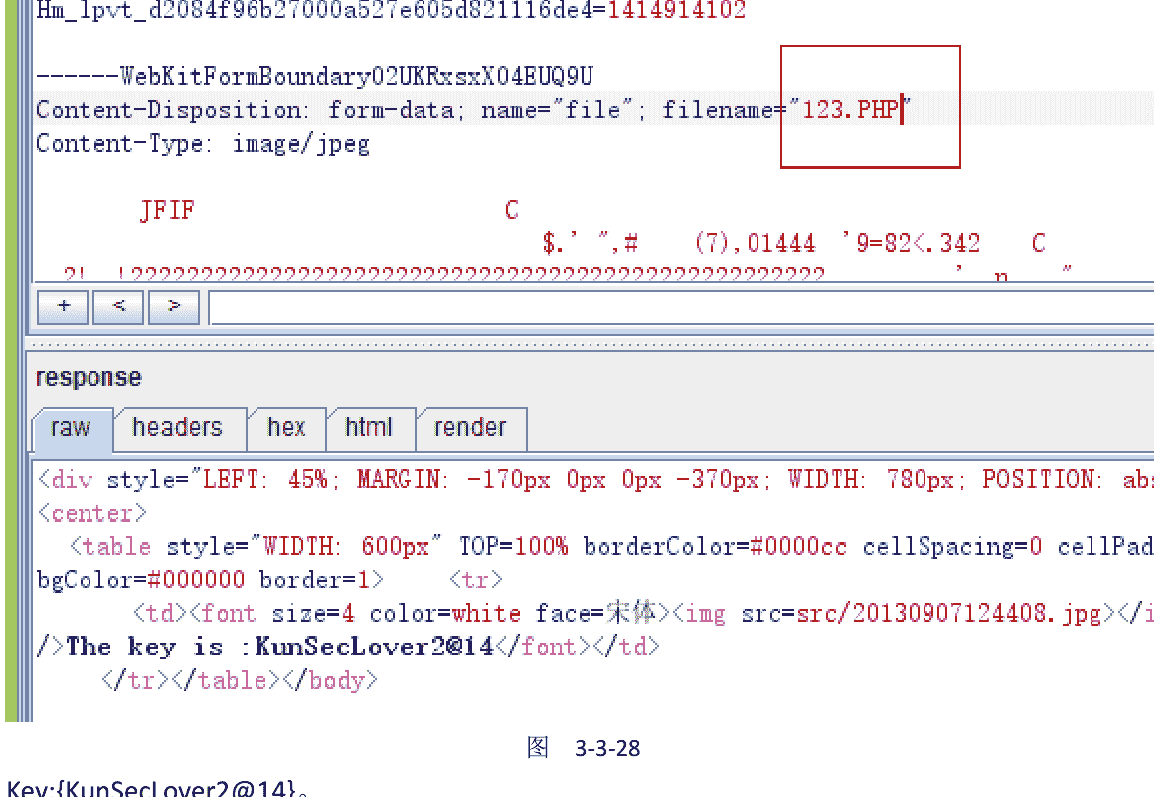 Hm_lpvt_d2084f96b27000a527e605d821116de4=1414914102
------WebKitFormBoundary02UKRxsxX04EUQ9U
Content-Disposition: form-data; name="file"; filename="123.PHP"
Content-Type: image/jpeg
JFIF C
$.' ",# (7),01444 '9=82<.342 C
2! !22222222222222222222222222222222222222222222222222 ' n "
+ < >
response
raw headers hex html render
<div style="LEFT: 45%; MARGIN: -170px 0px 0px -370px; WIDTH: 780px; POSITION: abs
<center>
<table style="WIDTH: 600px" TOP=100% borderColor=#0000cc cellSpacing=0 cellPad
bgColor=#000000 border=1> <tr>
<td><font size=4 color=white face=宋体><img src=src/20130907124408.jpg></i
/>The key is :KunSecLover2@14</font></td>
</tr></table></body>
图 3-3-28
Key:{KunSecLover2@14}。